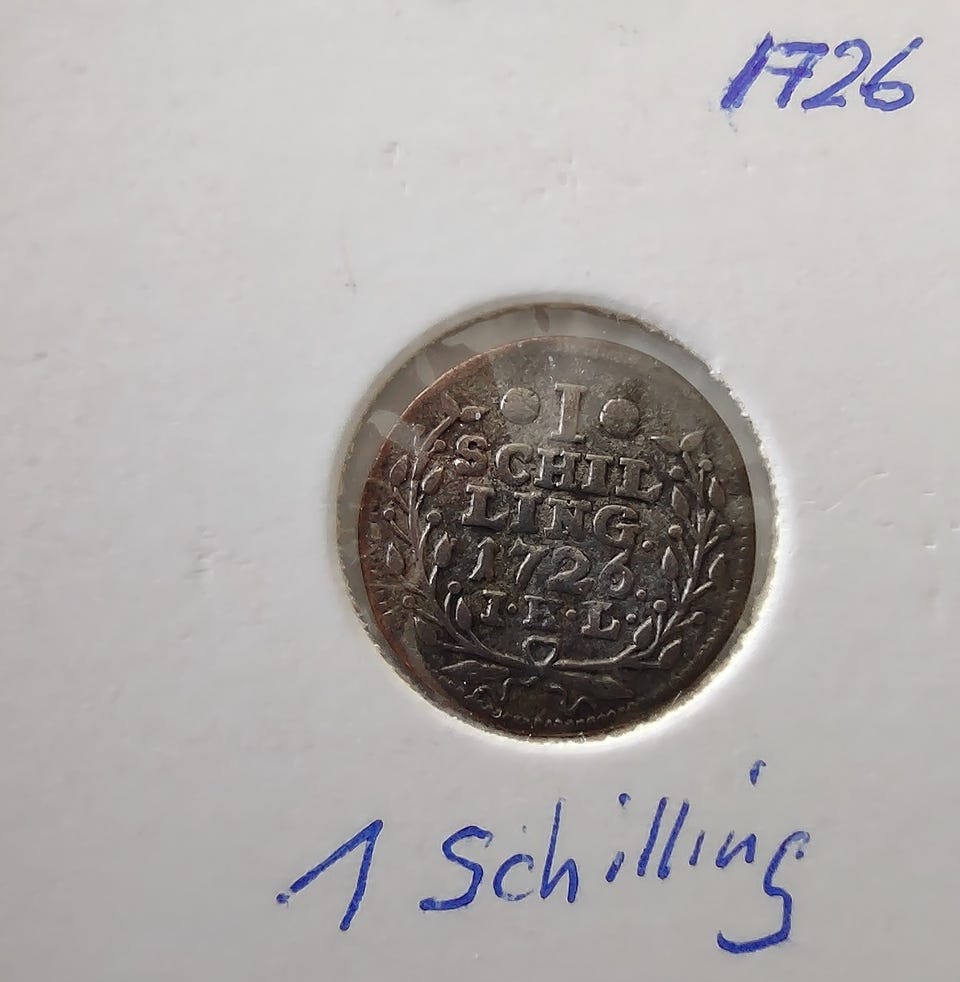 1726
• I •
SCHIL
LING.
1726.
I·H·L·
1 Schilling